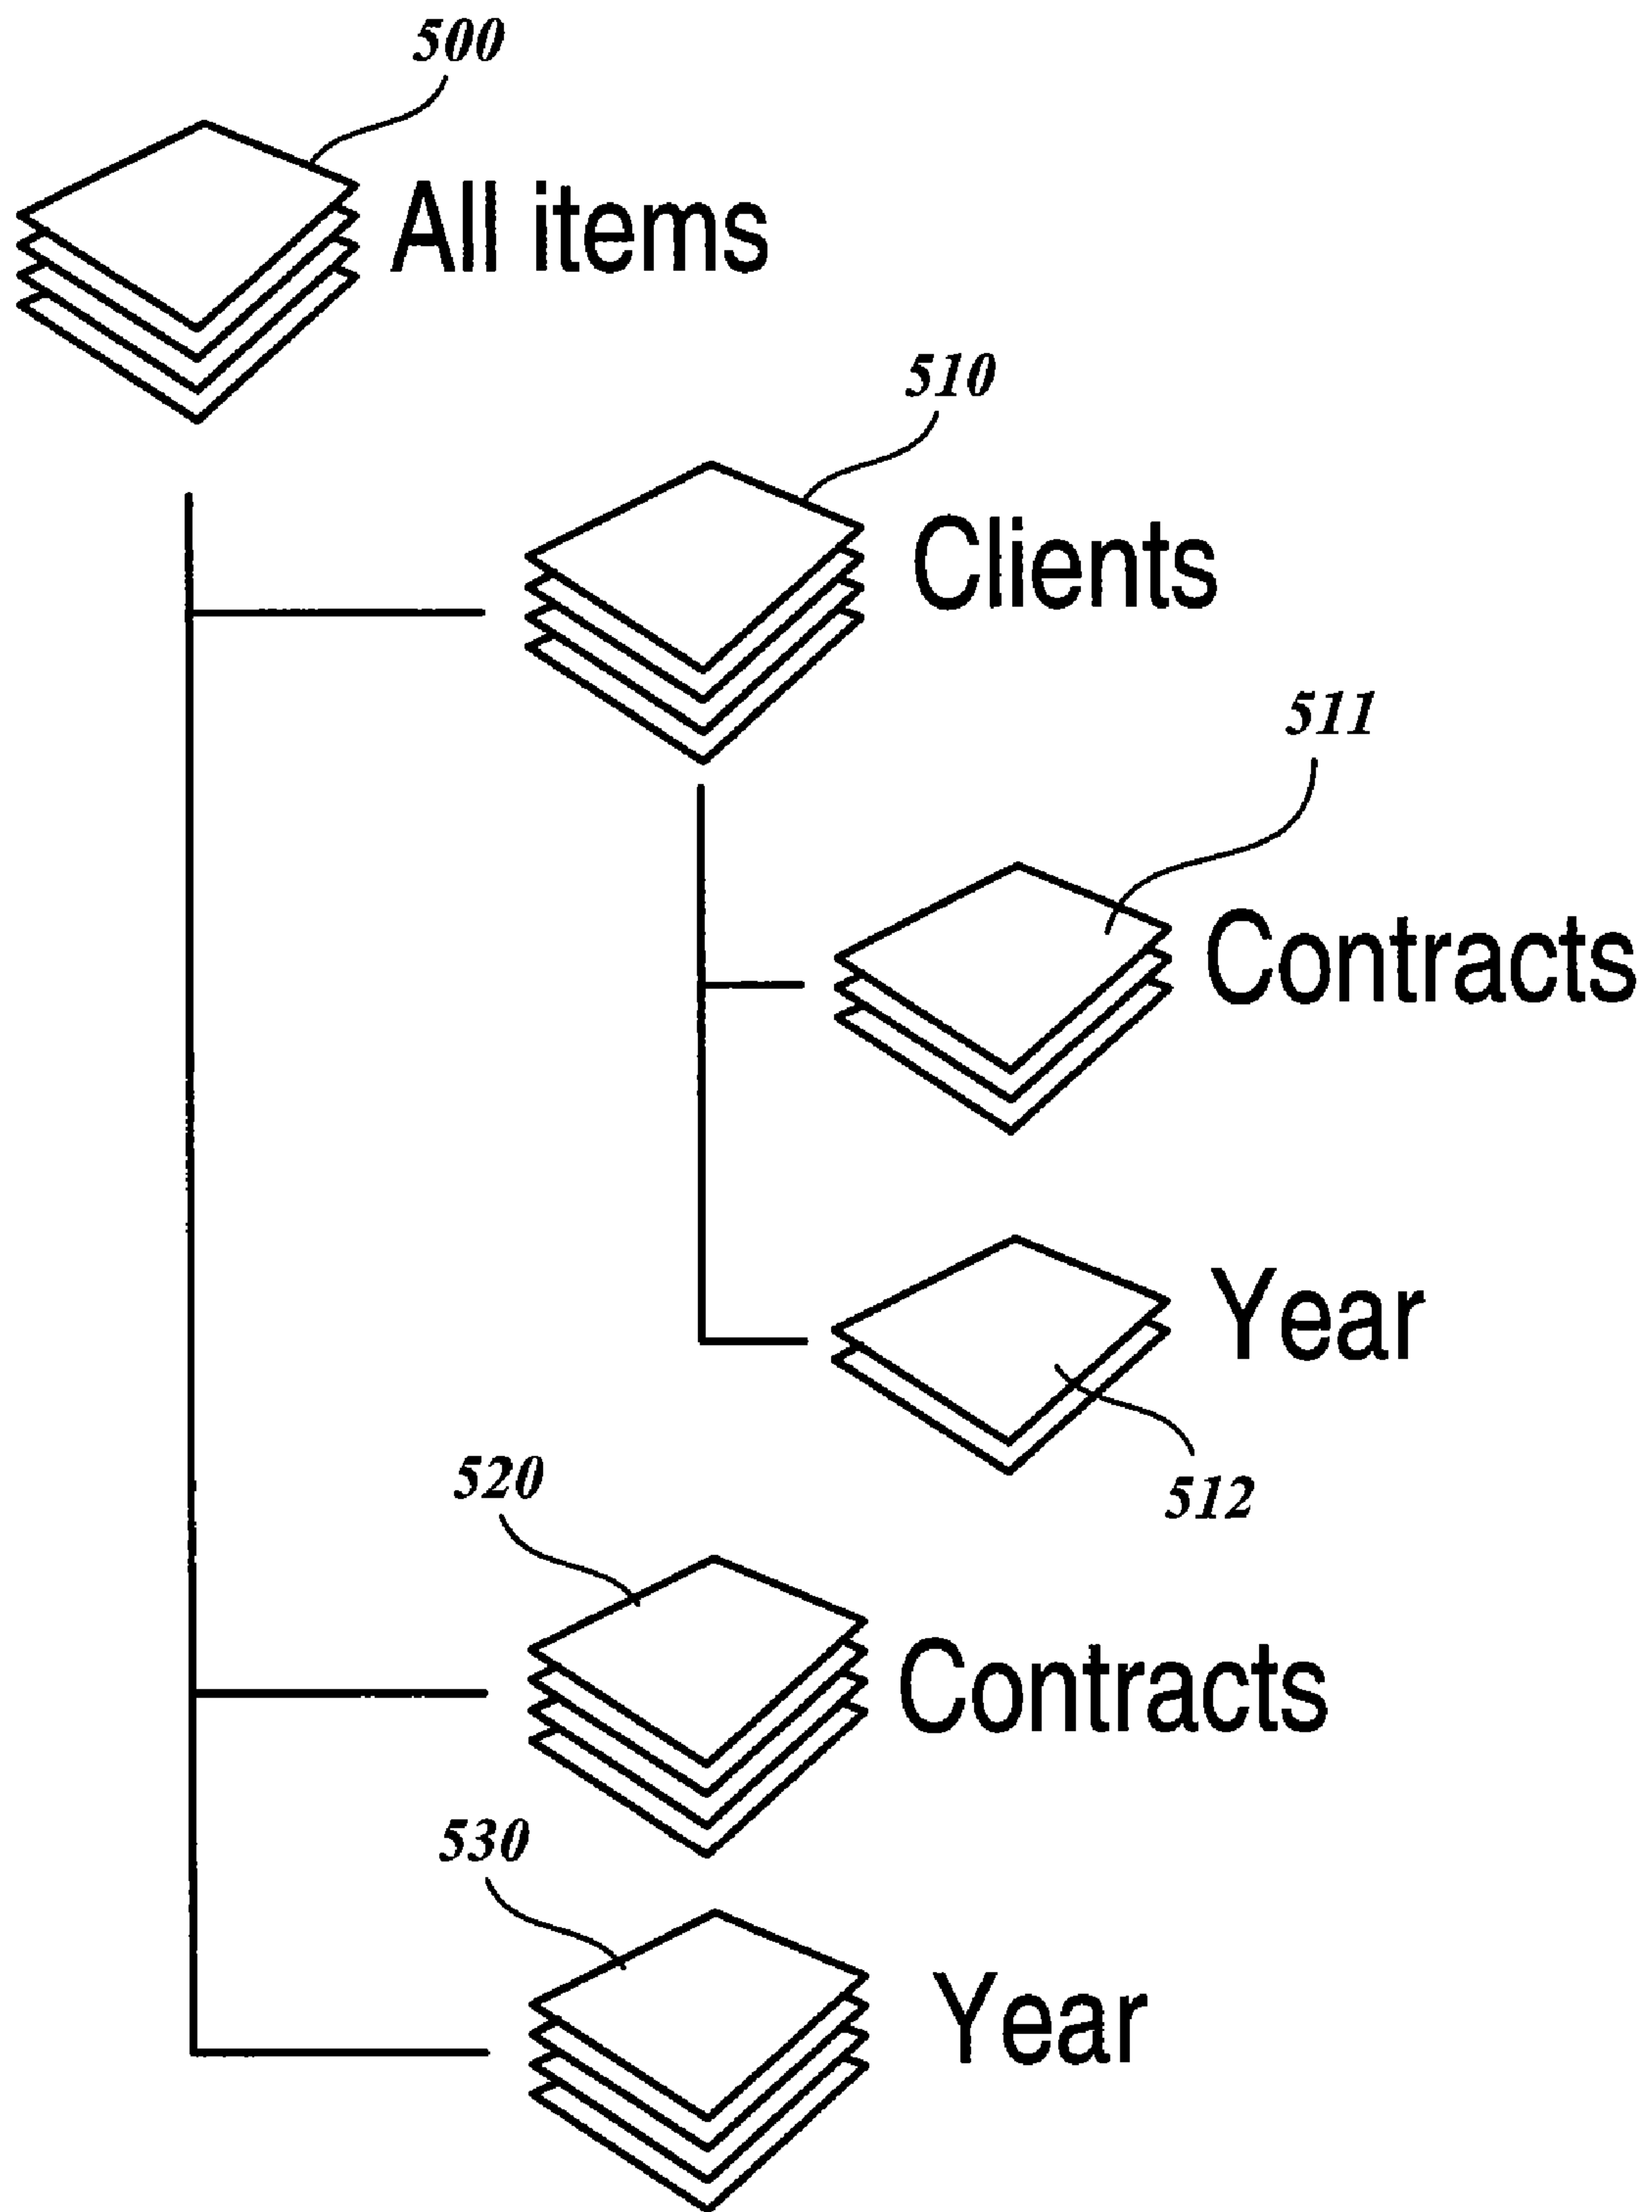 500
All items
510
Clients
511
Contracts
Year
512
520
Contracts
530
Year